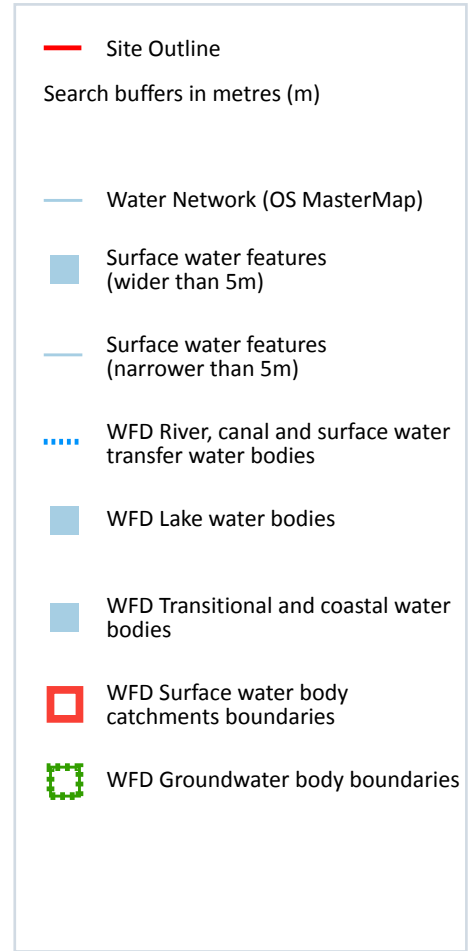 Site Outline
Search buffers in metres (m)
Water Network (OS MasterMap)
Surface water features
(wider than 5m)
Surface water features
(narrower than 5m)
WFD River, canal and surface water
transfer water bodies
WFD Lake water bodies
WFD Transitional and coastal water
bodies
WFD Surface water body
catchments boundaries
WFD Groundwater body boundaries